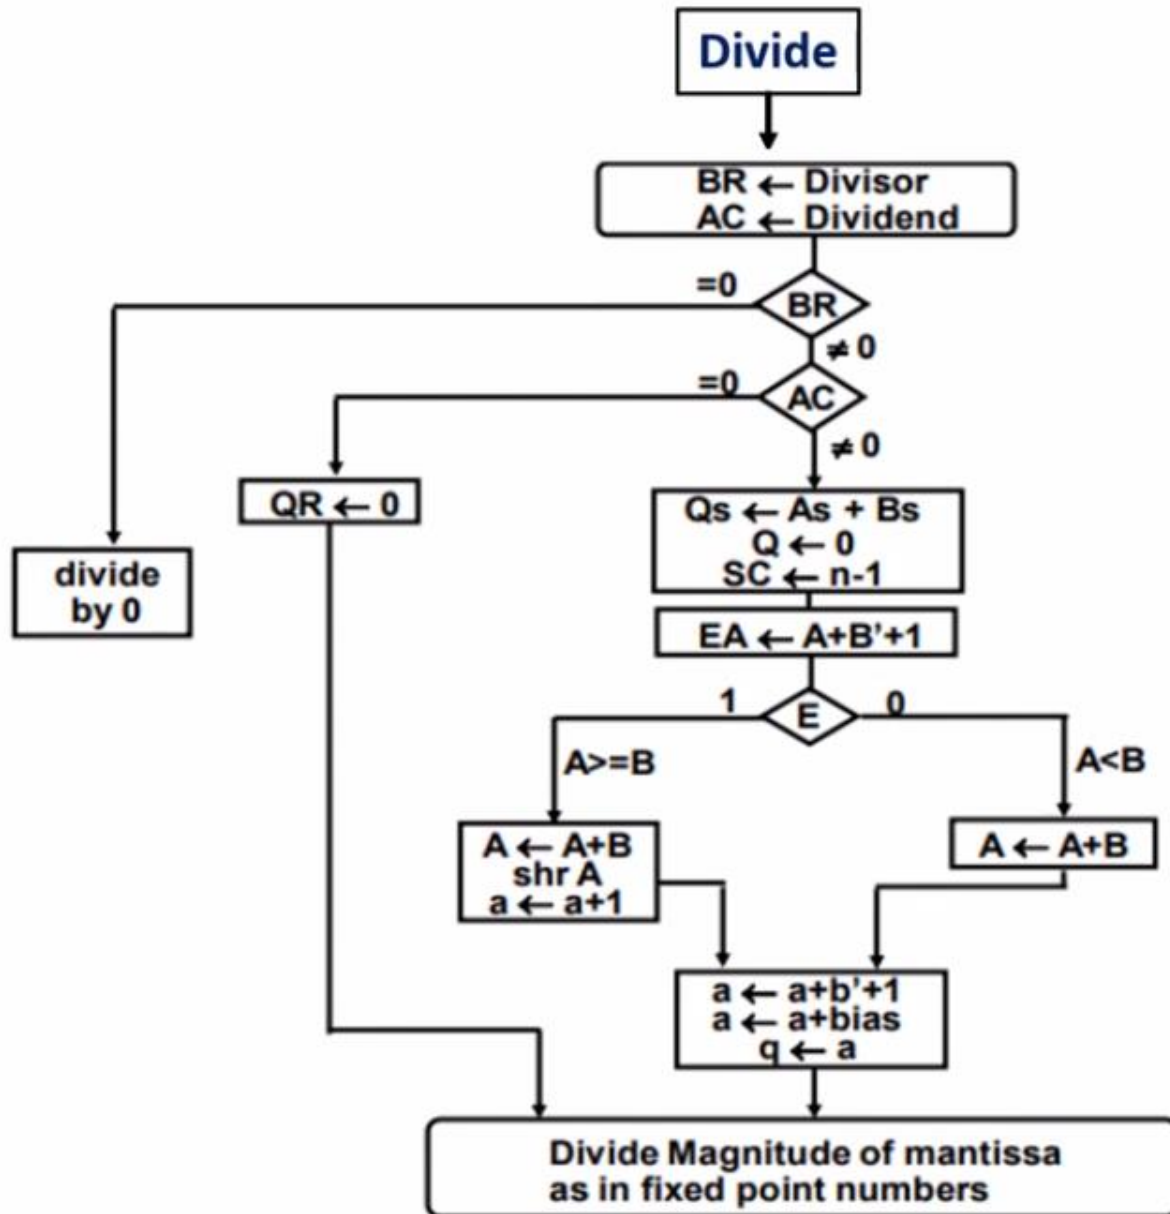 Divide
BR ← Divisor
AC ← Dividend
=0
BR
≠ 0
=0
AC
≠ 0
QR ← 0
Qs ← As + Bs
Q ← 0
SC ← n-1
divide
by 0
EA ← A+B’+1
1
E
0
A>=B
A<B
A ← A+B
shr A
a ← a+1
A ← A+B
a ← a+b’+1
a ← a+bias
q ← a
Divide Magnitude of mantissa
as in fixed point numbers